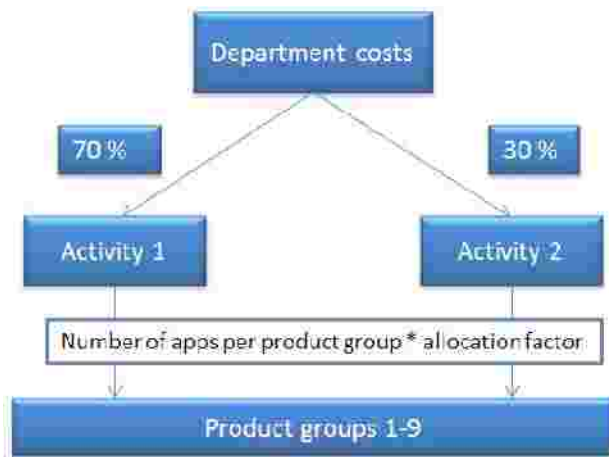 Department costs
70 %
30 %
Activity 1
Activity 2
Number of apps per product group * allocation factor
Product groups 1-9